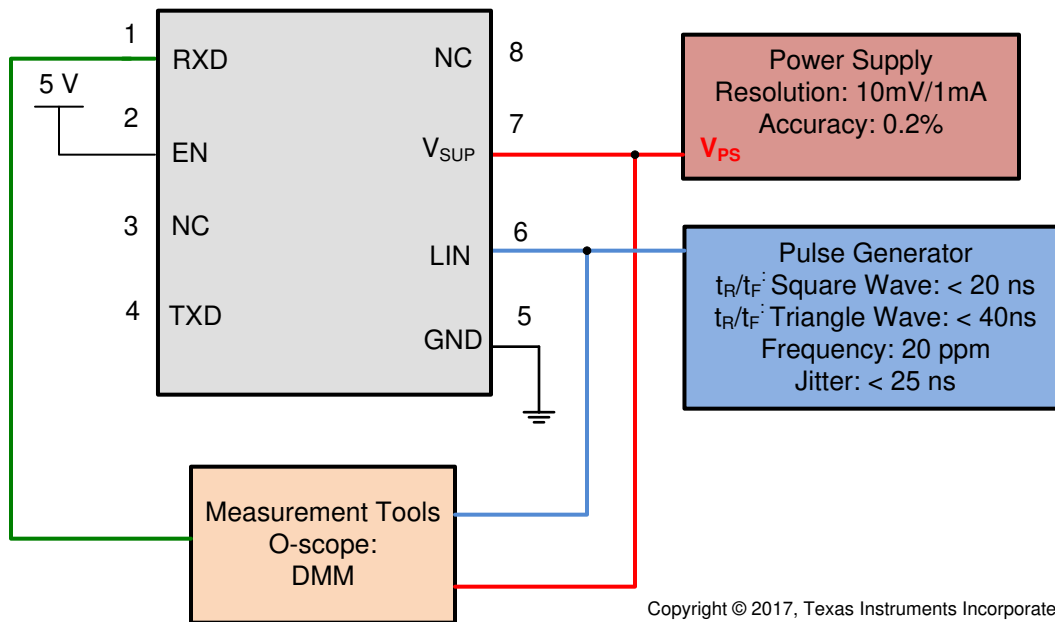 1
RXD
5 V
2
EN
3
NC
4
TXD
NC
8
7
VSUP
6
LIN
5
GND
Power Supply
Resolution: 10mV/1mA
Accuracy: 0.2%
VPS
Pulse Generator
tR/tF: Square Wave: < 20 ns
tR/tF: Triangle Wave: < 40ns
Frequency: 20 ppm
Jitter: < 25 ns
Measurement Tools
O-scope:
DMM
Copyright © 2017, Texas Instruments Incorporate